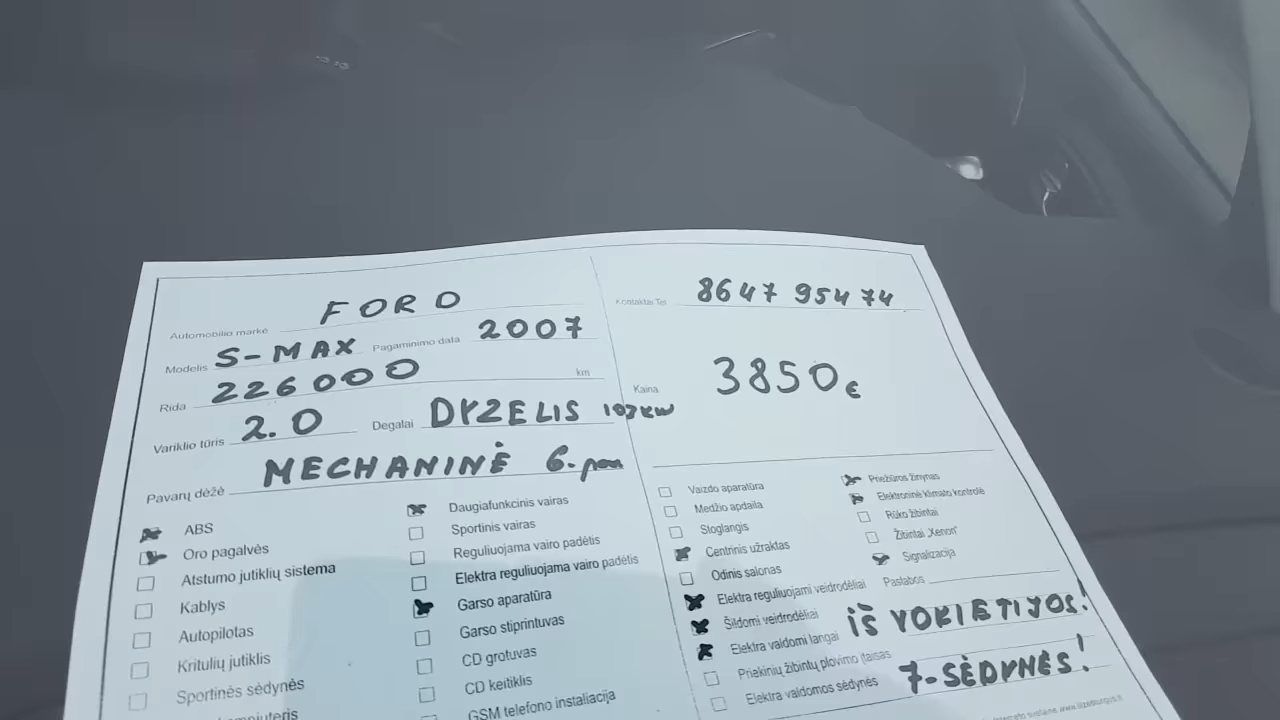 Automobilio markė FORD
Modelis S-MAX Pagaminimo data 2007
Rida 226000 km
Variklio tūris 2.0 Degalai DYZELIS 103KW
Pavarų dėžė MECHANINĖ 6.pav
Kontaktai Tel 8647 95474
Kaina 3850€
ABS
Oro pagalvės
Atstumo jutiklių sistema
Kablys
Autopilotas
Kritulių jutiklis
Sportinės sėdynės
Daugiafunkcinis vairas
Sportinis vairas
Reguliuojama vairo padėtis
Elektra reguliuojama vairo padėtis
Garso aparatūra
Garso stiprintuvas
CD grotuvas
CD keitiklis
GSM telefono instaliacija
Vaizdo aparatūra
Medžio apdaila
Stoglangis
Centrinis užraktas
Odinis salonas
Elektra reguliuojami veidrodėliai
Šildomi veidrodėliai
Elektra valdomi langai
Priekinių žibintų plovimo įtaisas
Elektra valdomos sėdynės
Priežiūros žinynas
Elektroninė klimato kontrolė
Rūko žibintai
Žibintai „Xenon"
Signalizacija
Pastabos
iŠ VOKIETIJOS!
7-SĖDYNĖS!